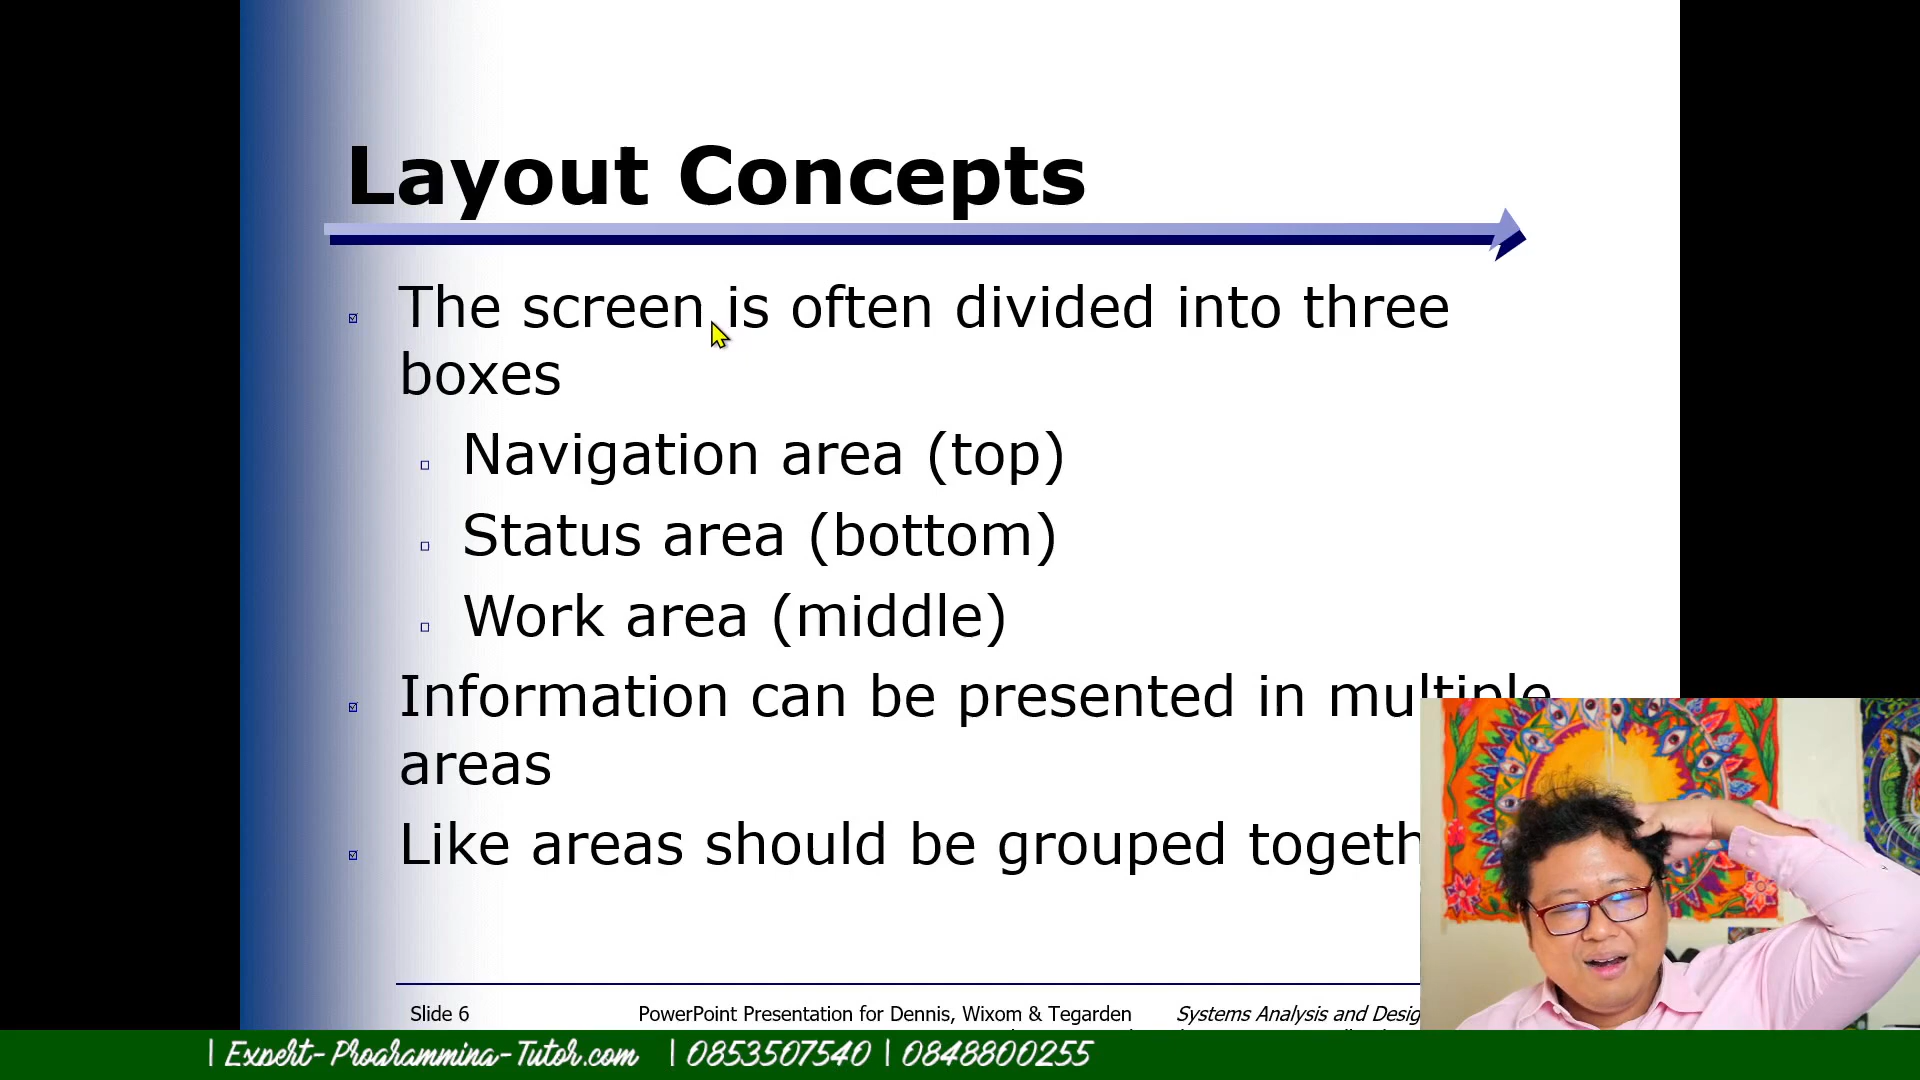 Layout Concepts
The screen is often divided into three
boxes
Navigation area (top)
Status area (bottom)
Work area (middle)
Information can be presented in multiple
areas
Like areas should be grouped togeth
Slide 6 PowerPoint Presentation for Dennis, Wixom & Tegarden Systems Analysis and Desig
| Expert-Programming-Tutor.com | 0853507540 | 0848800255